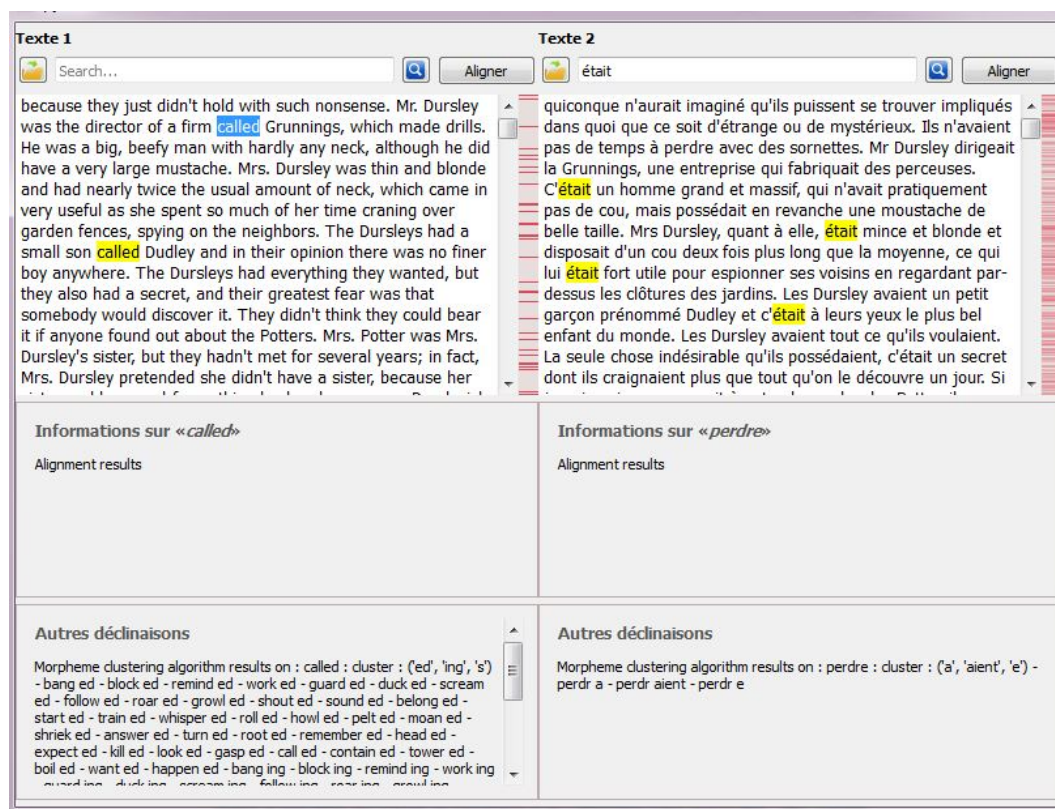 Texte 1
Search...
Aligner
because they just didn't hold with such nonsense. Mr. Dursley
was the director of a firm called Grunnings, which made drills.
He was a big, beefy man with hardly any neck, although he did
have a very large mustache. Mrs. Dursley was thin and blonde
and had nearly twice the usual amount of neck, which came in
very useful as she spent so much of her time craning over
garden fences, spying on the neighbors. The Dursleys had a
small son called Dudley and in their opinion there was no finer
boy anywhere. The Dursleys had everything they wanted, but
they also had a secret, and their greatest fear was that
somebody would discover it. They didn't think they could bear
it if anyone found out about the Potters. Mrs. Potter was Mrs.
Dursley's sister, but they hadn't met for several years; in fact,
Mrs. Dursley pretended she didn't have a sister, because her
Texte 2
était
Aligner
quiconque n'aurait imaginé qu'ils puissent se trouver impliqués
dans quoi que ce soit d'étrange ou de mystérieux. Ils n'avaient
pas de temps à perdre avec des sornettes. Mr Dursley dirigeait
la Grunnings, une entreprise qui fabriquait des perceuses.
C'était un homme grand et massif, qui n'avait pratiquement
pas de cou, mais possédait en revanche une moustache de
belle taille. Mrs Dursley, quant à elle, était mince et blonde et
disposait d'un cou deux fois plus long que la moyenne, ce qui
lui était fort utile pour espionner ses voisins en regardant par-
dessus les clôtures des jardins. Les Dursley avaient un petit
garçon prénommé Dudley et c'était à leurs yeux le plus bel
enfant du monde. Les Dursley avaient tout ce qu'ils voulaient.
La seule chose indésirable qu'ils possédaient, c'était un secret
dont ils craignaient plus que tout qu'on le découvre un jour. Si
Informations sur «called»
Alignment results
Informations sur «perdre»
Alignment results
Autres déclinaisons
Morpheme clustering algorithm results on : called : cluster : ('ed', 'ing', 's')
- bang ed - block ed - remind ed - work ed - guard ed - duck ed - scream
ed - follow ed - roar ed - growl ed - shout ed - sound ed - belong ed -
start ed - train ed - whisper ed - roll ed - howl ed - pelt ed - moan ed -
shriek ed - answer ed - turn ed - root ed - remember ed - head ed -
expect ed - kill ed - look ed - gasp ed - call ed - contain ed - tower ed -
boil ed - want ed - happen ed - bang ing - block ing - remind ing - work ing
Autres déclinaisons
Morpheme clustering algorithm results on : perdre : cluster : ('a', 'aient', 'e') -
perdr a - perdr aient - perdr e